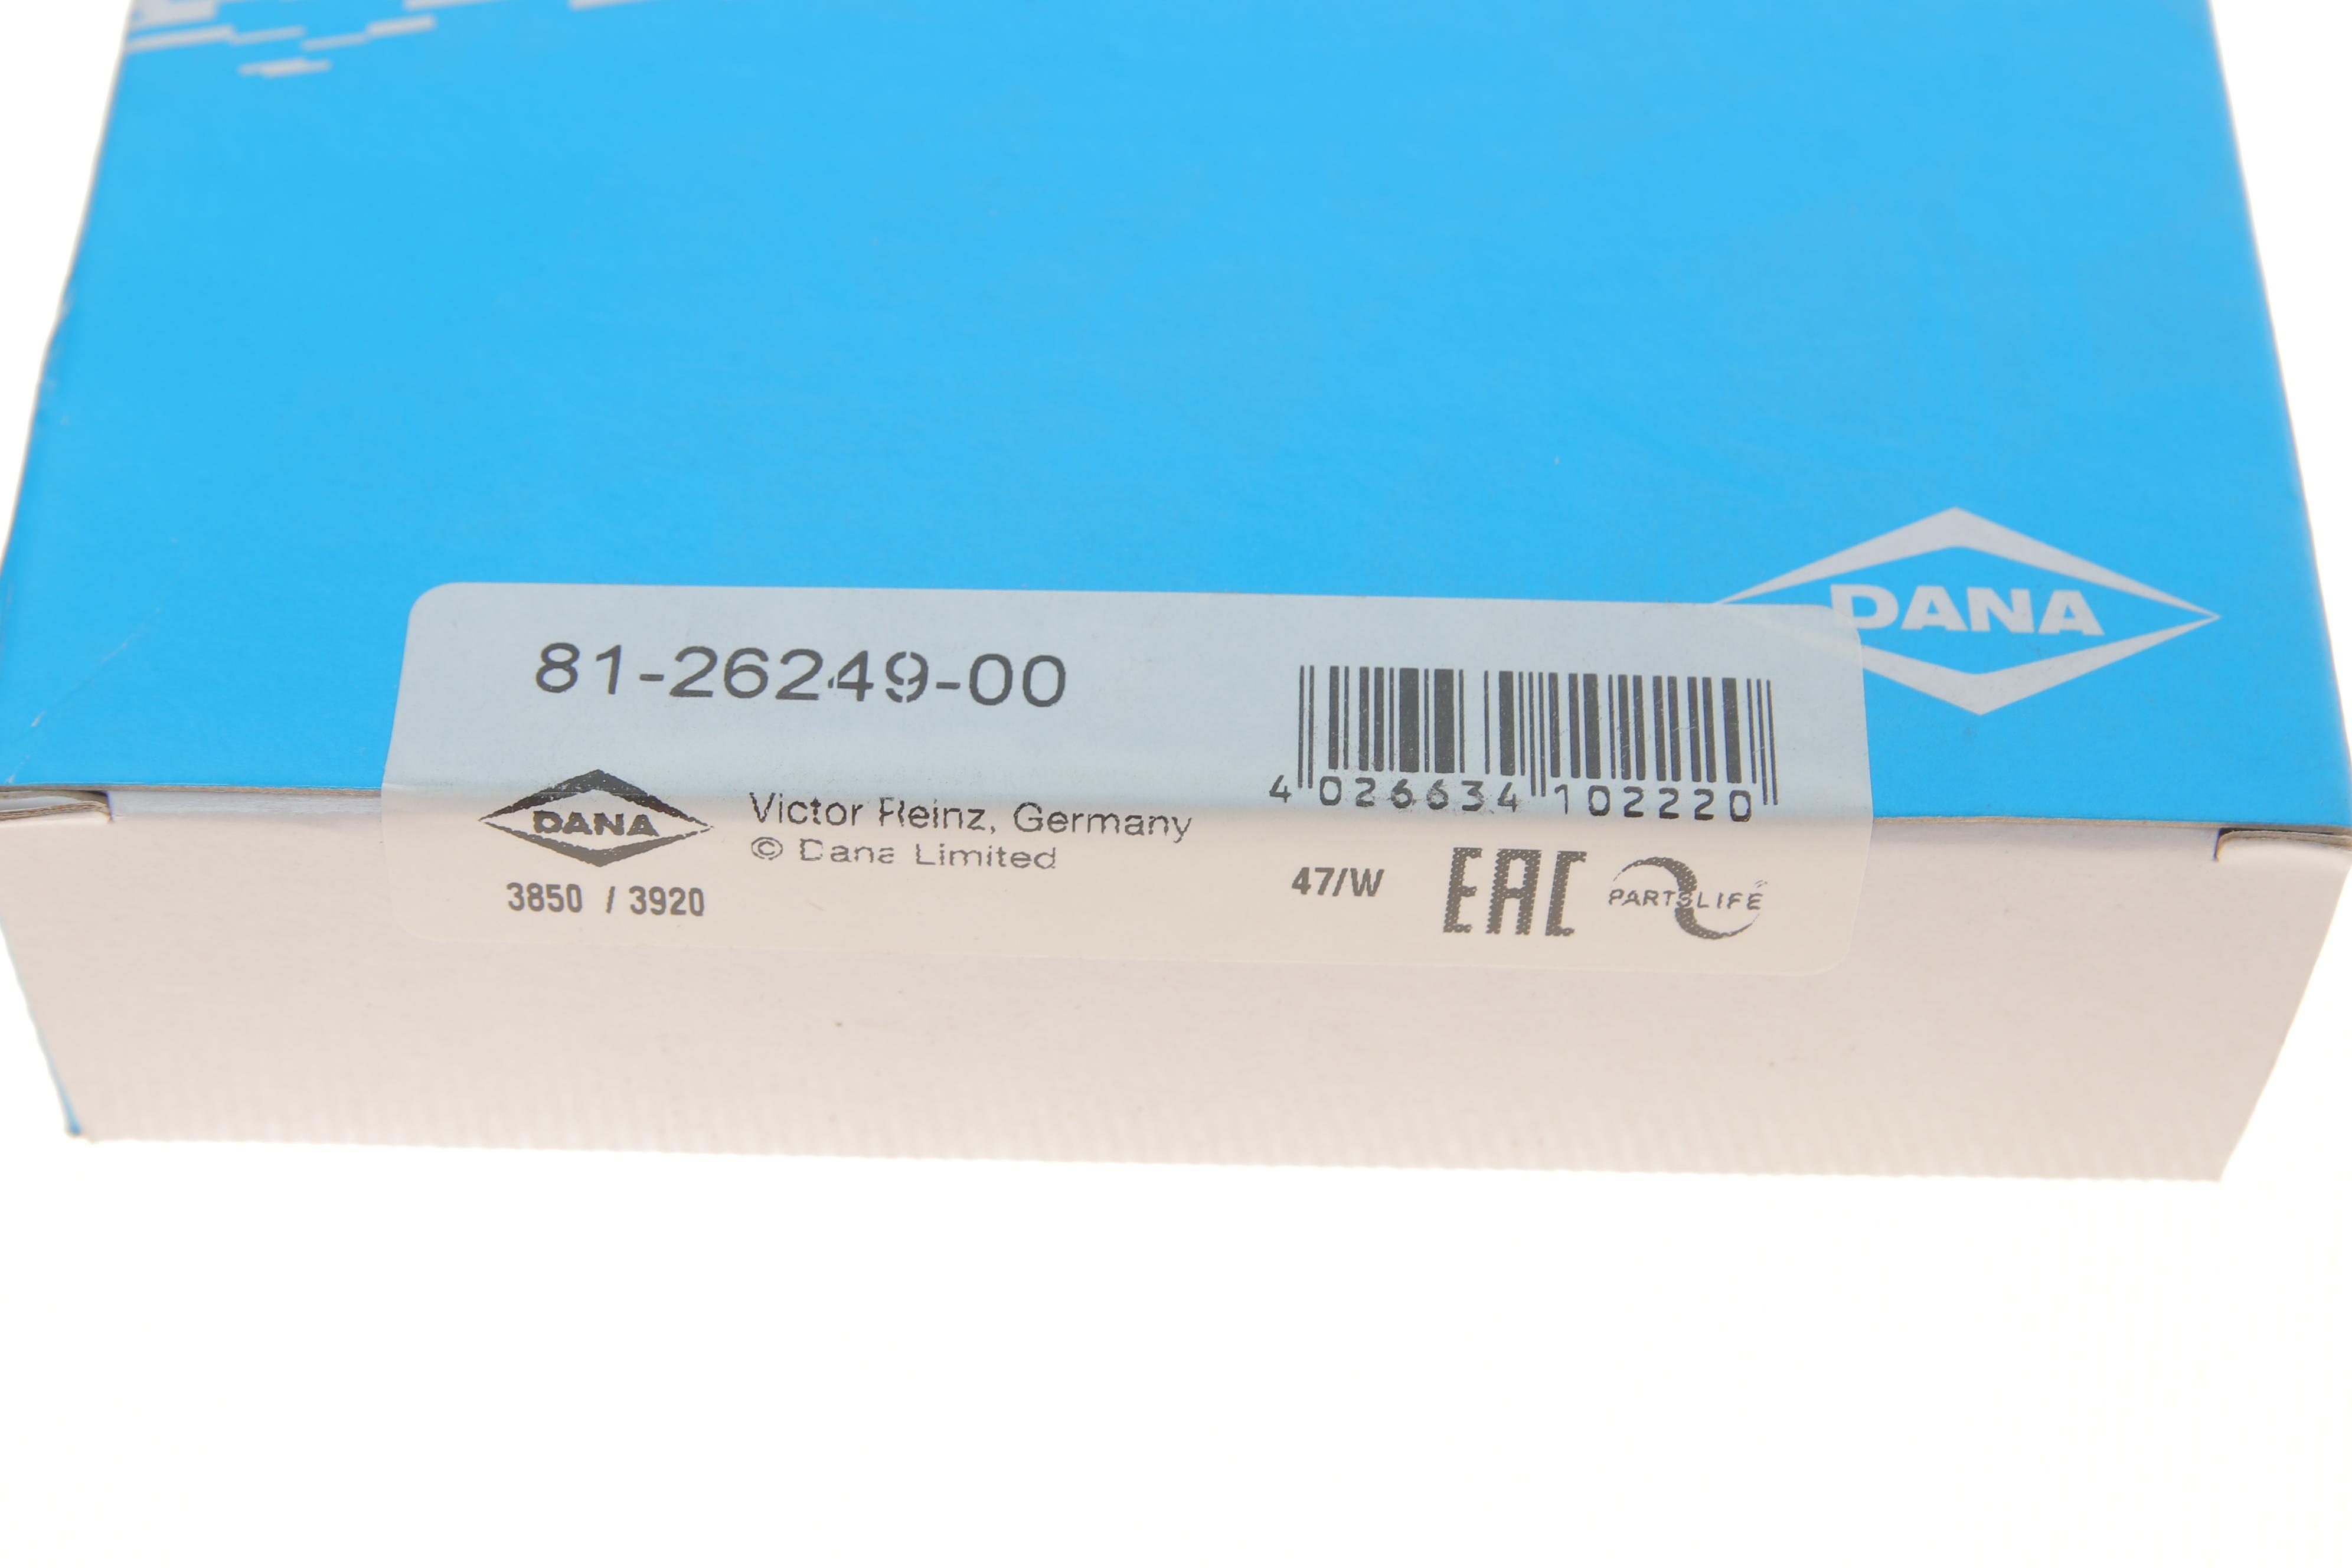 DANA
81-26249-00
4 026634 102220
DANA
Victor Reinz, Germany
© Dana Limited
3850 / 3920
47/W
EAC
PARTSLIFE